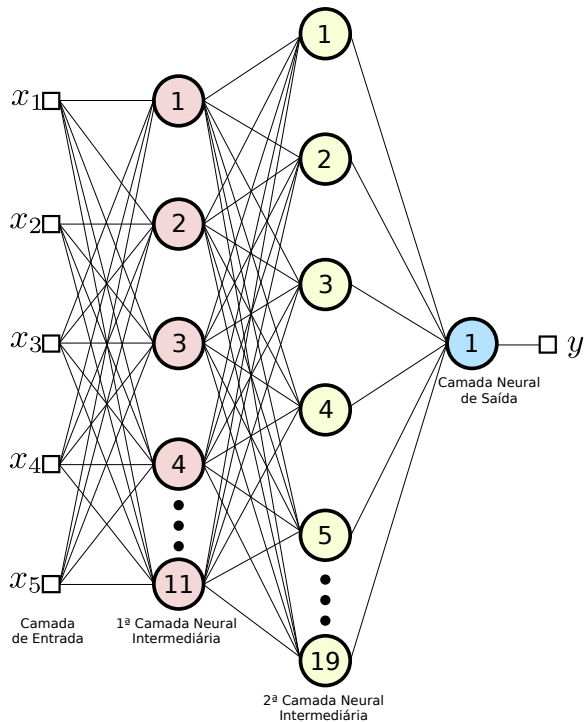 x1
x2
x3
x4
x5
Camada
de Entrada
1
2
3
4
11
1ª Camada Neural
Intermediária
1
2
3
4
5
19
2ª Camada Neural
Intermediária
1
Camada Neural
de Saída
y